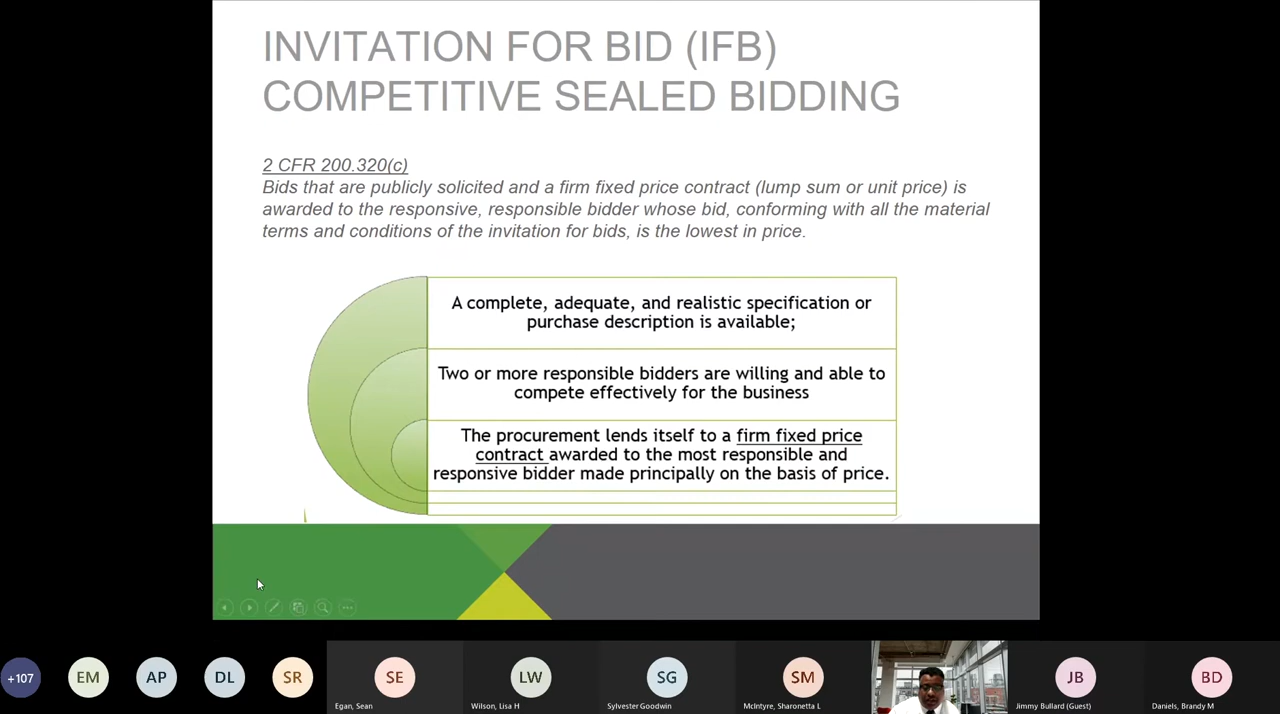 INVITATION FOR BID (IFB)
COMPETITIVE SEALED BIDDING
2 CFR 200.320(c)
Bids that are publicly solicited and a firm fixed price contract (lump sum or unit price) is
awarded to the responsive, responsible bidder whose bid, conforming with all the material
terms and conditions of the invitation for bids, is the lowest in price.
A complete, adequate, and realistic specification or
purchase description is available;
Two or more responsible bidders are willing and able to
compete effectively for the business
The procurement lends itself to a firm fixed price
contract awarded to the most responsible and
responsive bidder made principally on the basis of price.
+107
EM
AP
DL
SR
SE
LW
SG
SM
JB
BD
Egan, Sean
Wilson, Lisa H
Sylvester Goodwin
McIntyre, Sharonetta L
Jimmy Bullard (Guest)
Daniels, Brandy M